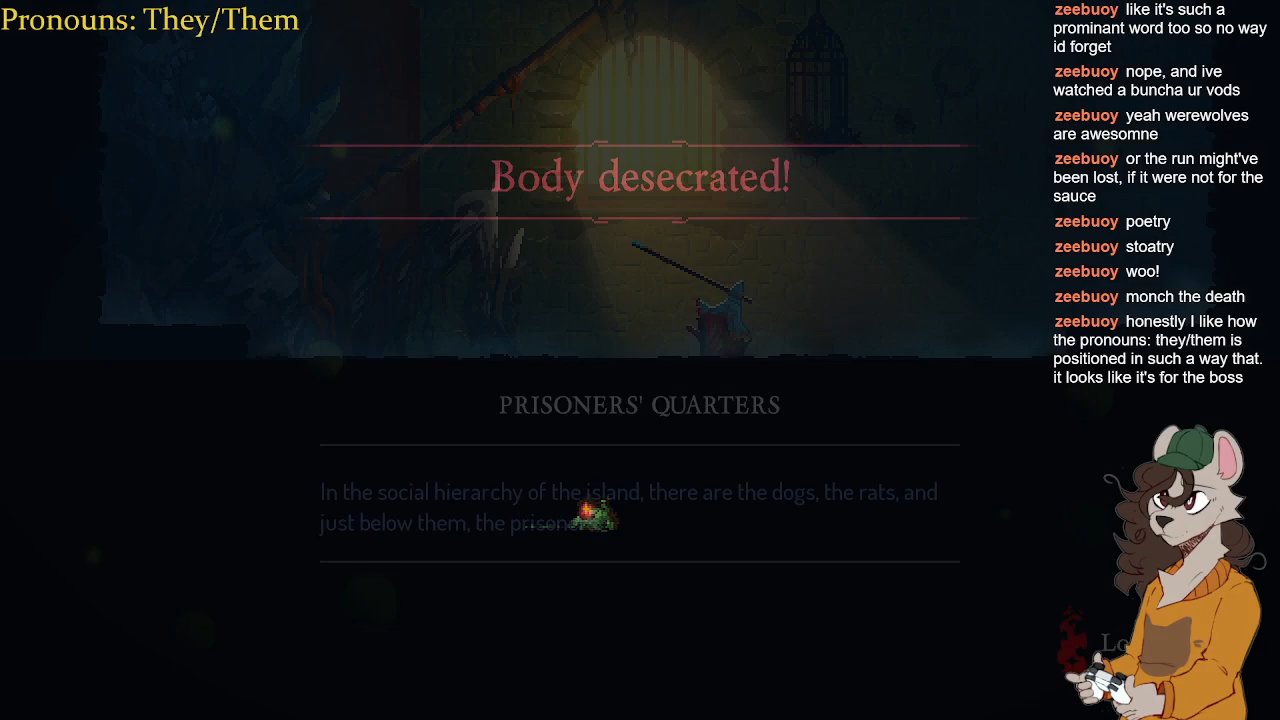 Pronouns: They/Them
Body desecrated!
PRISONERS' QUARTERS
In the social hierarchy of the island, there are the dogs, the rats, and
just below them, the
zeebuoy like it's such a
prominant word too so no way
id forget
zeebuoy nope, and ive
watched a buncha ur vods
zeebuoy yeah werewolves
are awesomne
zeebuoy or the run might've
been lost, if it were not for the
sauce
zeebuoy poetry
zeebuoy stoatry
zeebuoy woo!
zeebuoy monch the death
zeebuoy honestly I like how
the pronouns: they/them is
positioned in such a way that.
it looks like it's for the boss